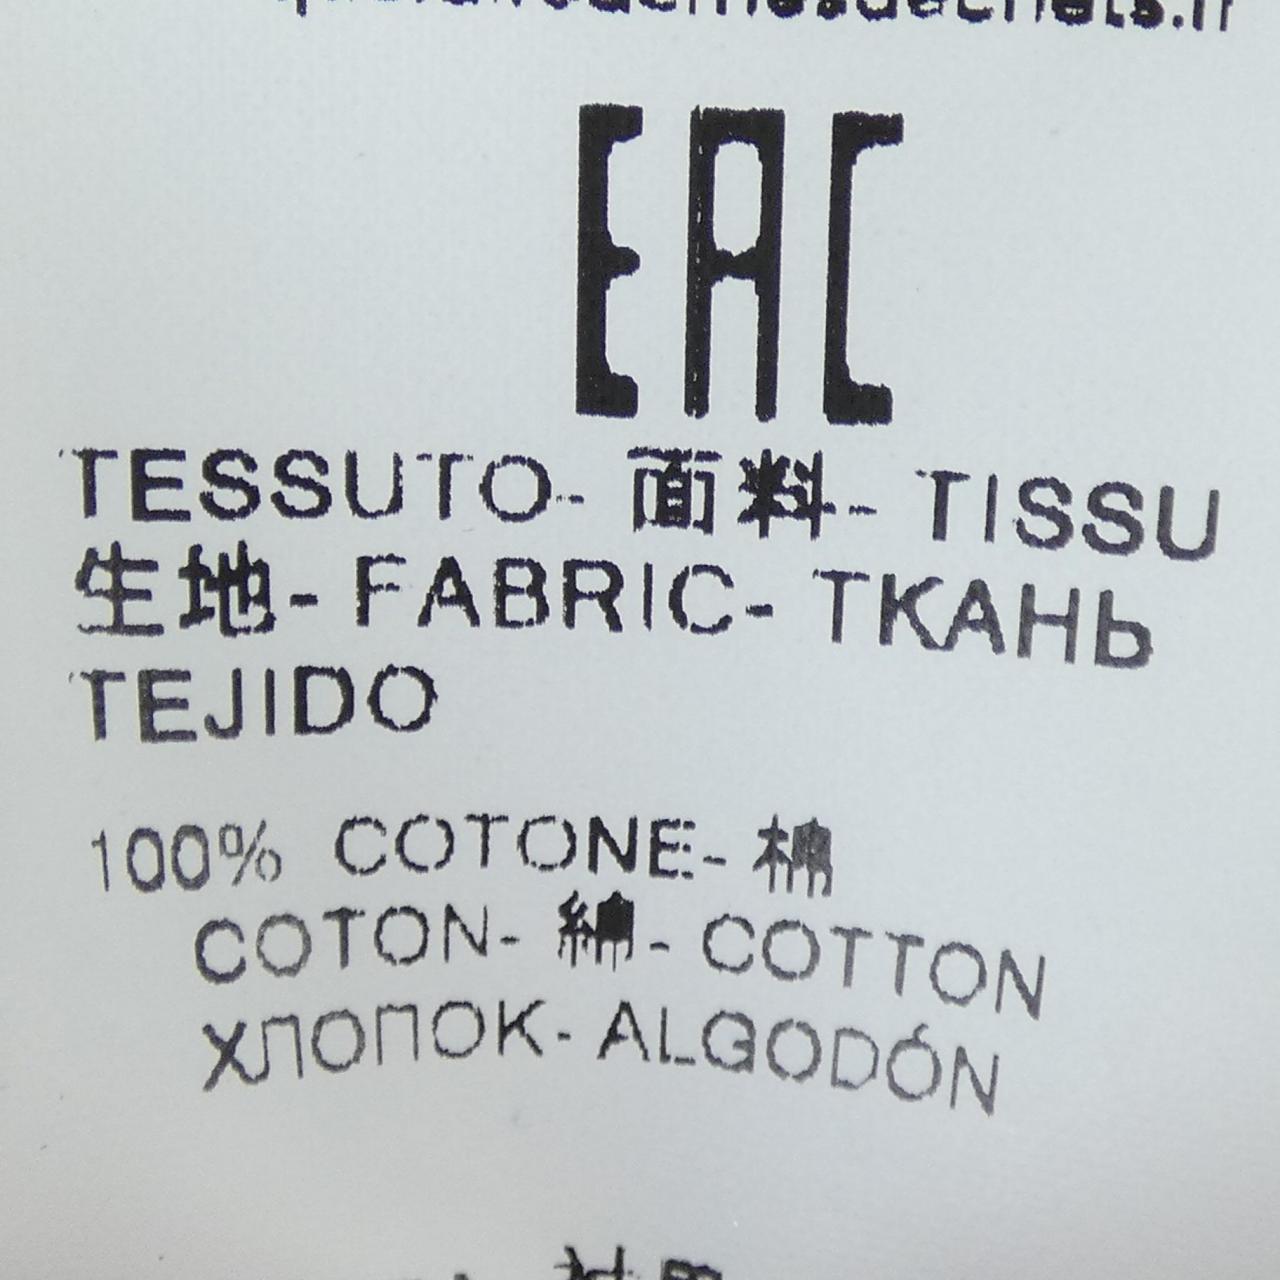 EAC
TESSUTO- 面料- TISSU
生地- FABRIC- ТКАНЬ
TEJIDO
100% COTONE- 棉
COTON- 綿- COTTON
ХЛОПОК- ALGODÓN